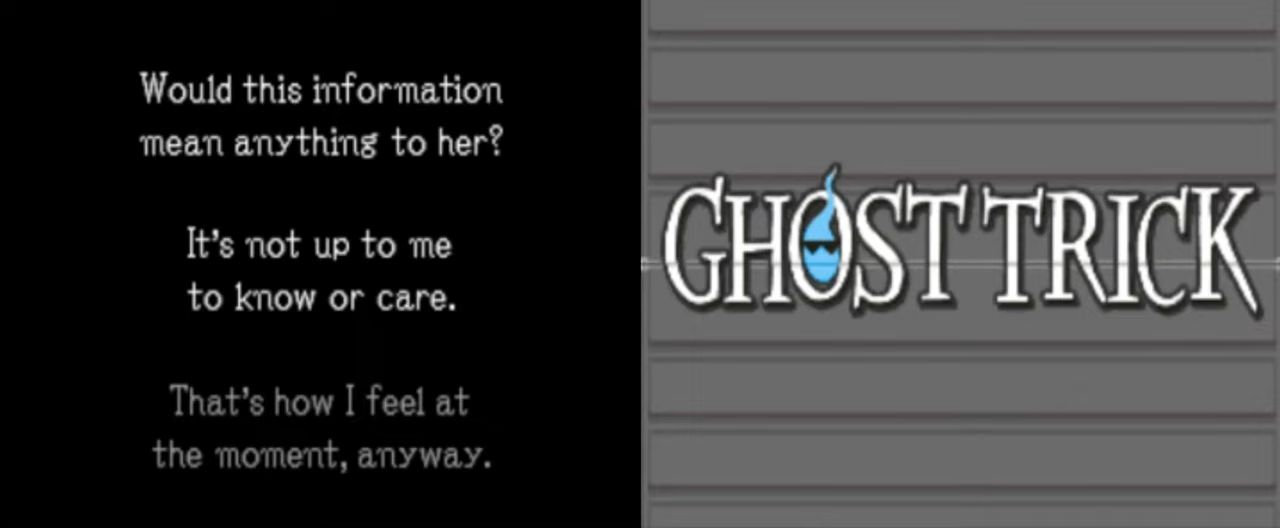 Would this information
mean anything to her?
It's not up to me
to know or care.
That's how I feel at
the moment, anyway.
GHOST TRICK